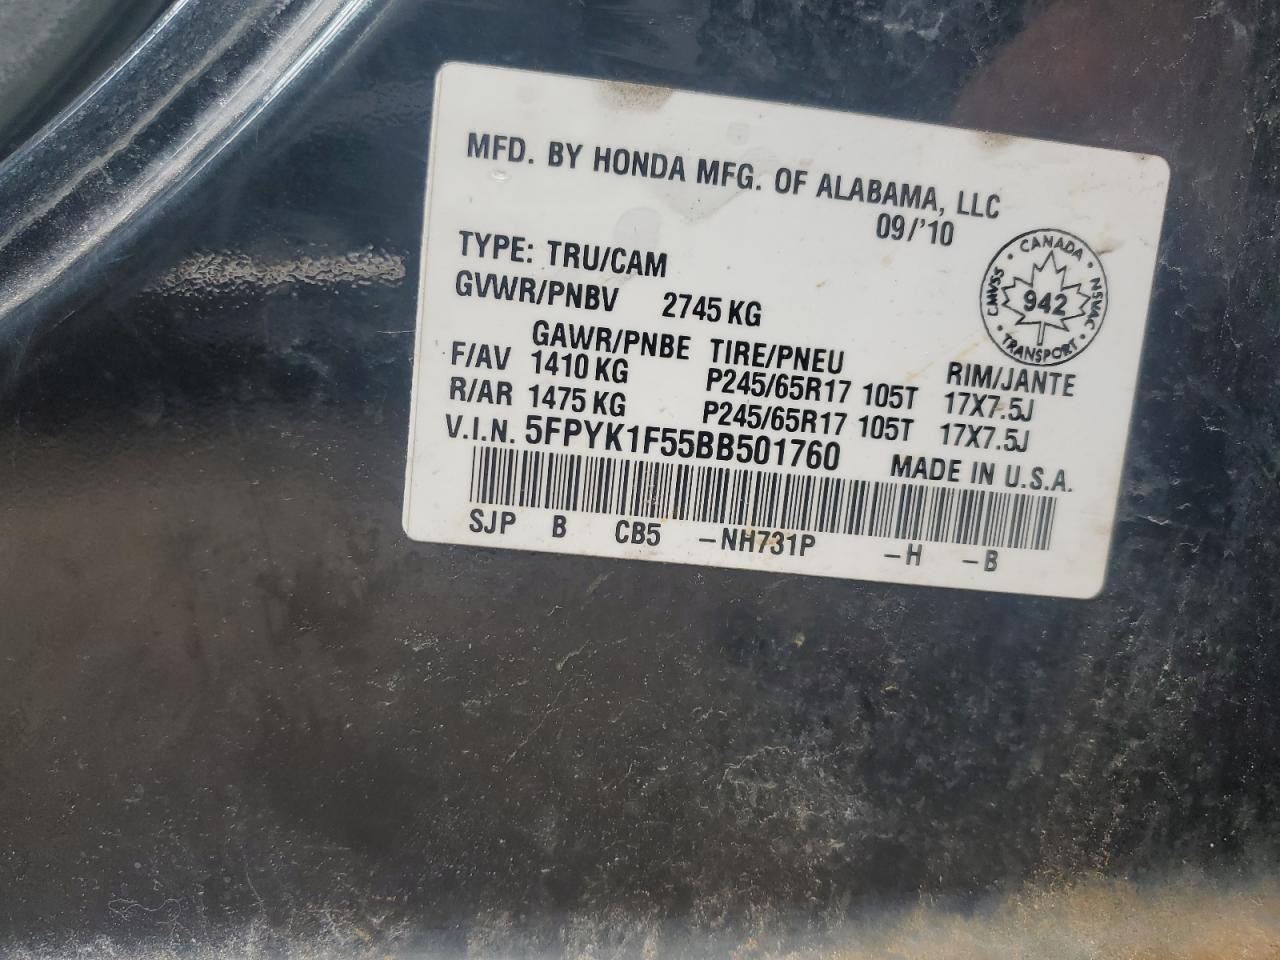 MFD. BY HONDA MFG. OF ALABAMA, LLC
09/'10
TYPE: TRU/CAM
GVWR/PNBV 2745 KG
GAWR/PNBE TIRE/PNEU RIM/JANTE
F/AV 1410 KG P245/65R17 105T 17X7.5J
R/AR 1475 KG P245/65R17 105T 17X7.5J
V.I.N. 5FPYK1F55BB501760 MADE IN U.S.A.
SJP B CB5 -NH731P -H -B
CANADA
CMVSS
942
NSVAC
TRANSPORT